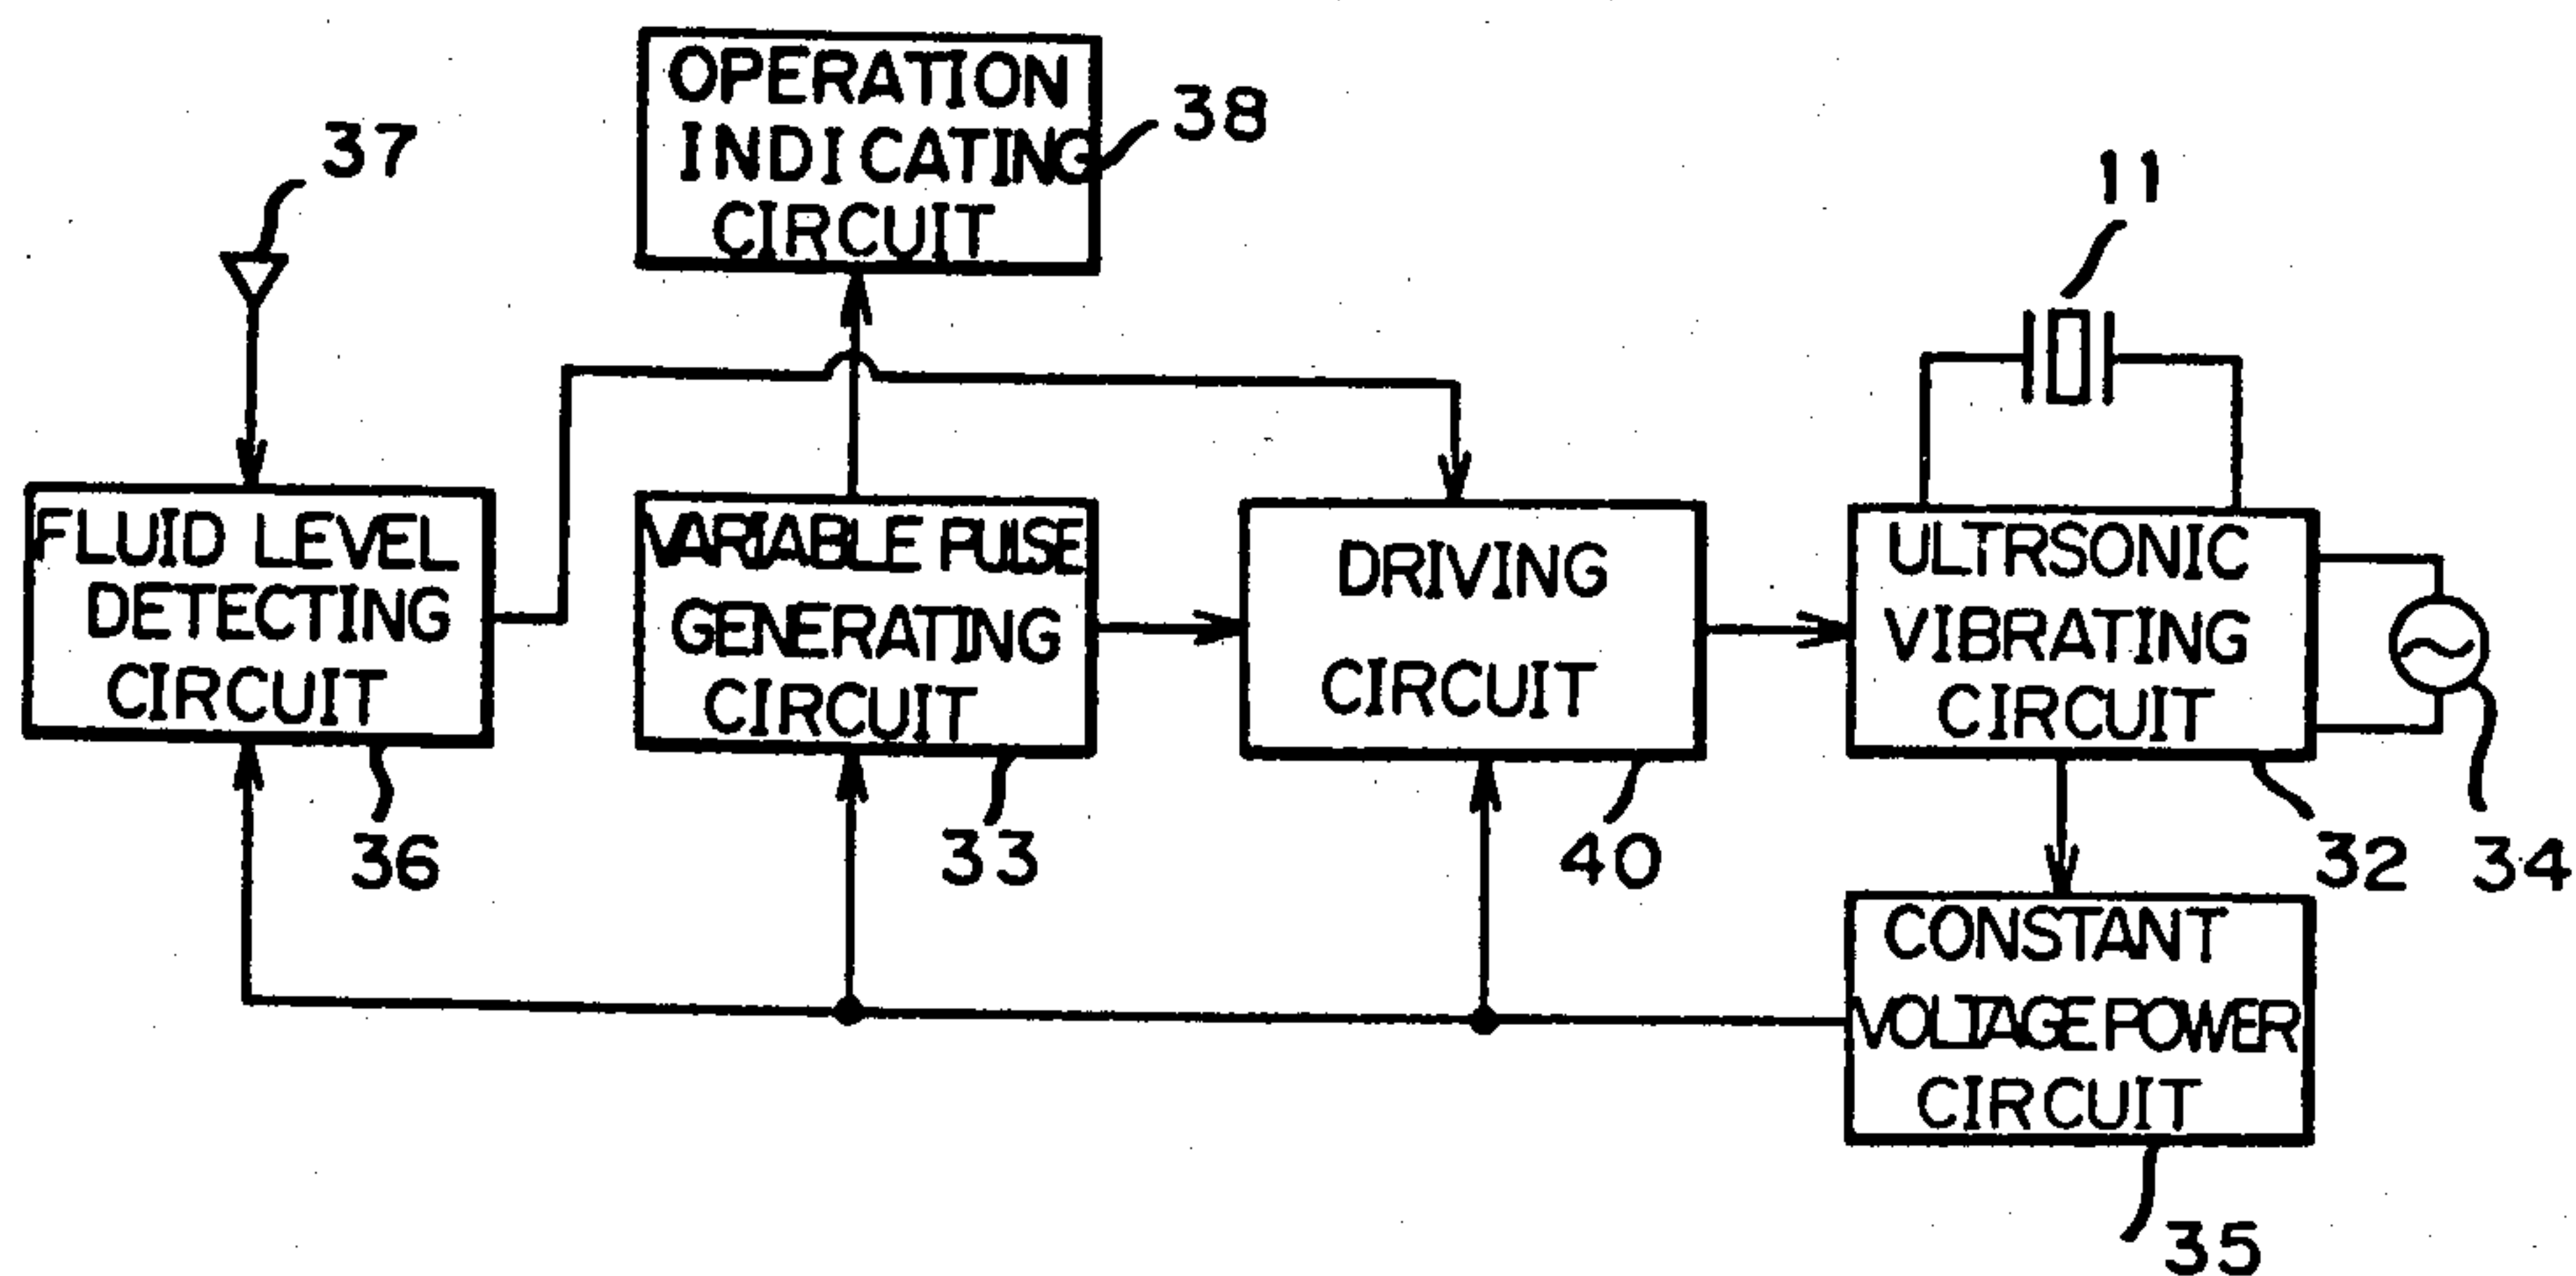 OPERATION
INDICATING
CIRCUIT
38
37
11
FLUID LEVEL
DETECTING
CIRCUIT
36
VARIABLE PULSE
GENERATING
CIRCUIT
33
DRIVING
CIRCUIT
40
ULTRSONIC
VIBRATING
CIRCUIT
32
34
CONSTANT
VOLTAGE POWER
CIRCUIT
35